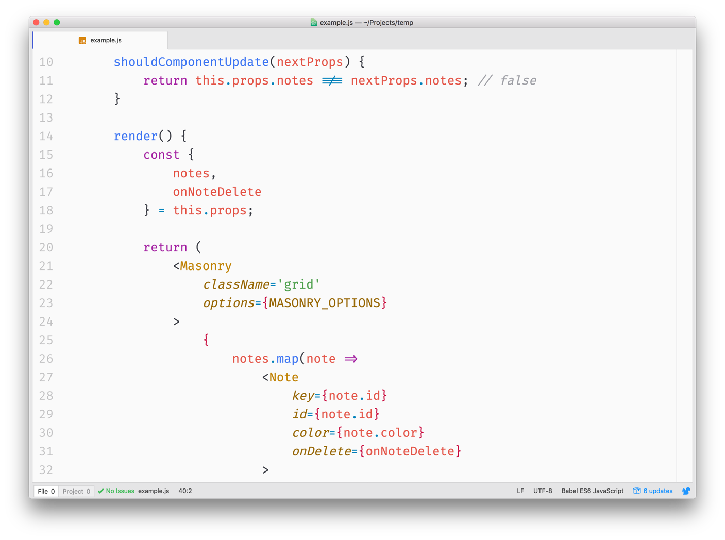 example.js — ~/Projects/temp
example.js
10 shouldComponentUpdate(nextProps) {
11 return this.props.notes !== nextProps.notes; // false
12 }
13
14 render() {
15 const {
16 notes,
17 onNoteDelete
18 } = this.props;
19
20 return (
21 <Masonry
22 className='grid'
23 options={MASONRY_OPTIONS}
24 >
25 {
26 notes.map(note =>
27 <Note
28 key={note.id}
29 id={note.id}
30 color={note.color}
31 onDelete={onNoteDelete}
32 >
File 0 Project 0 ✓ No Issues example.js 40:2 LF UTF-8 Babel ES6 JavaScript 8 updates